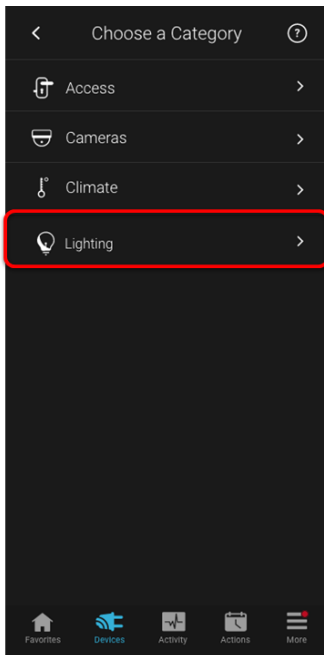 Choose a Category
Access
Cameras
Climate
Lighting
Favorites Devices Activity Actions More